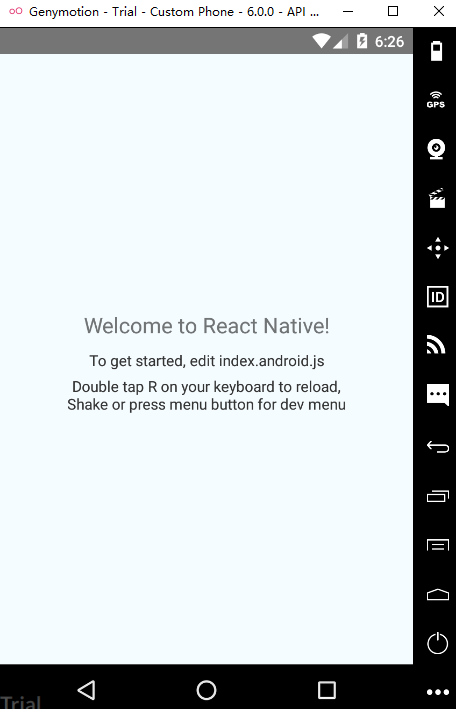 Genymotion - Trial - Custom Phone - 6.0.0 - API ...
6:26
GPS
Welcome to React Native!
To get started, edit index.android.js
Double tap R on your keyboard to reload,
Shake or press menu button for dev menu
ID
Trial